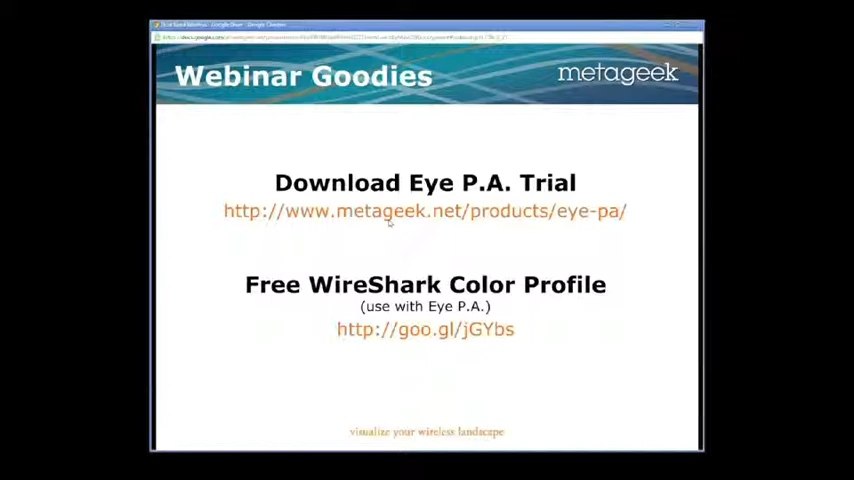 Webinar Goodies
metageek
Download Eye P.A. Trial
http://www.metageek.net/products/eye-pa/
Free WireShark Color Profile
(use with Eye P.A.)
http://goo.gl/jGYbs
visualize your wireless landscape